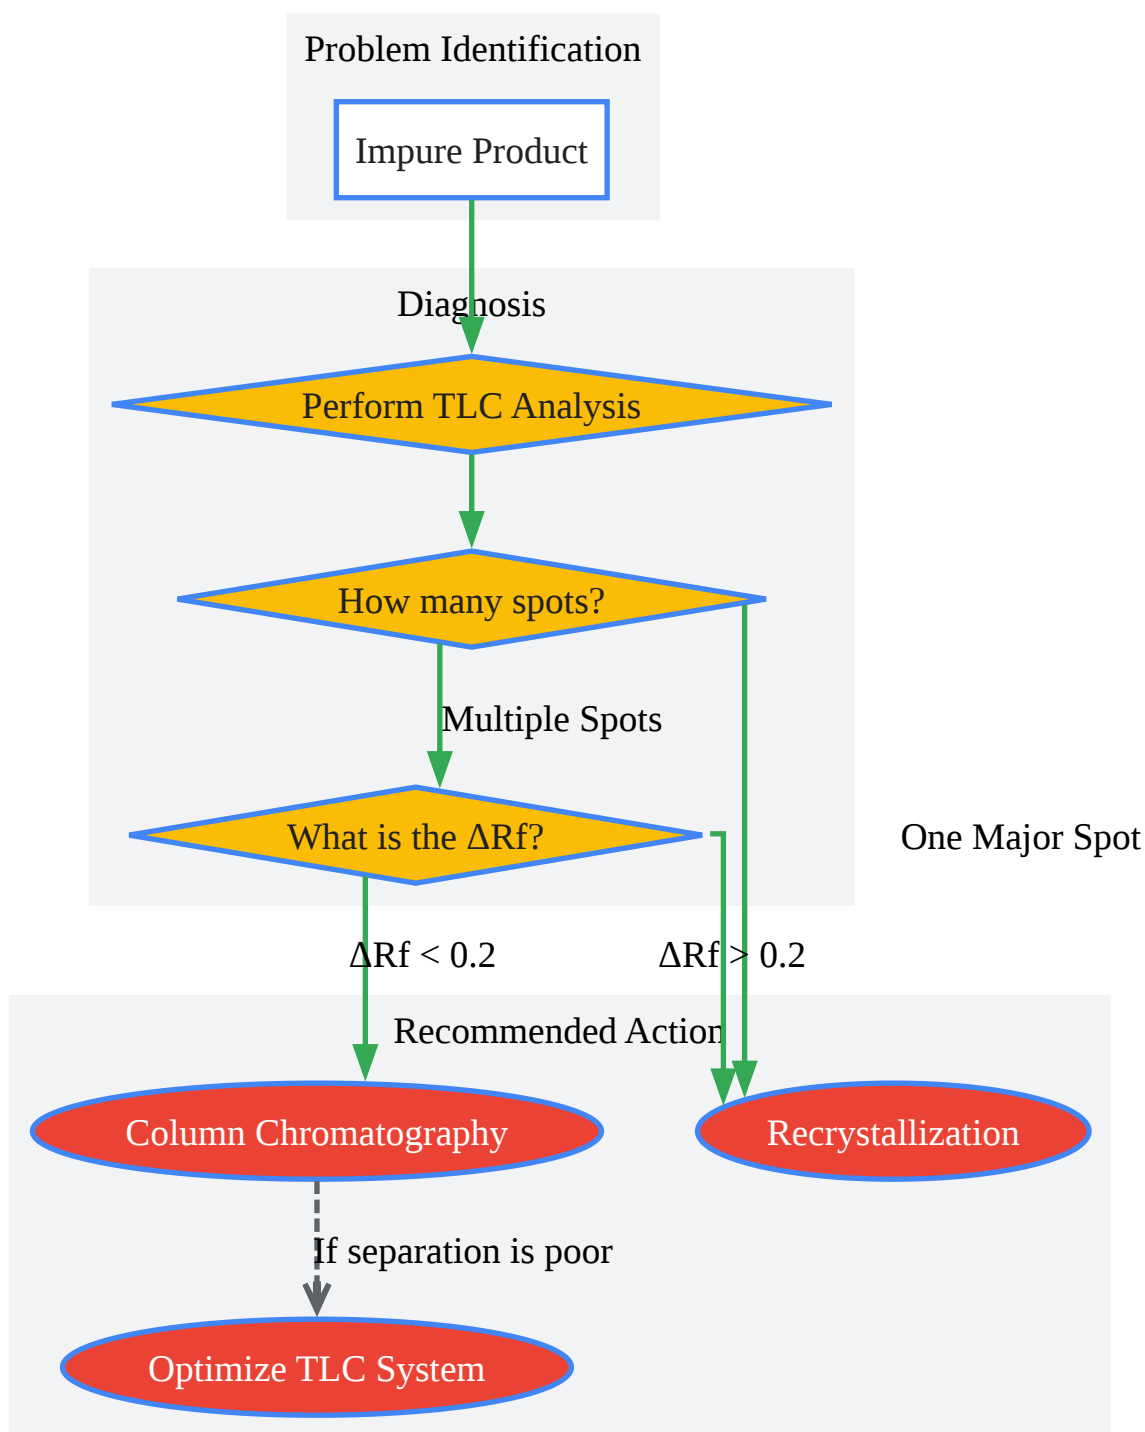 Problem Identification
Impure Product
Diagnosis
Perform TLC Analysis
How many spots?
Multiple Spots
What is the ΔRf?
One Major Spot
ΔRf < 0.2
ΔRf > 0.2
Recommended Action
Column Chromatography
Recrystallization
If separation is poor
Optimize TLC System